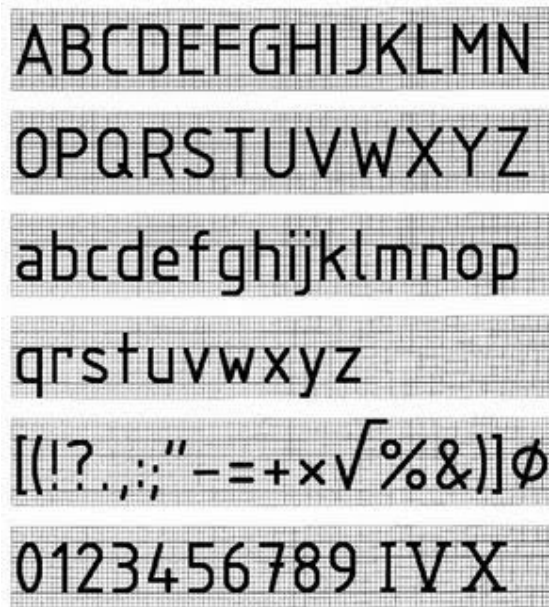 ABCDEFGHIJKLMN
OPQRSTUVWXYZ
abcdefghijklmnop
qrstuvwxyz
[(!?.,:;"-=+×√%&)]Ø
0123456789 IVX